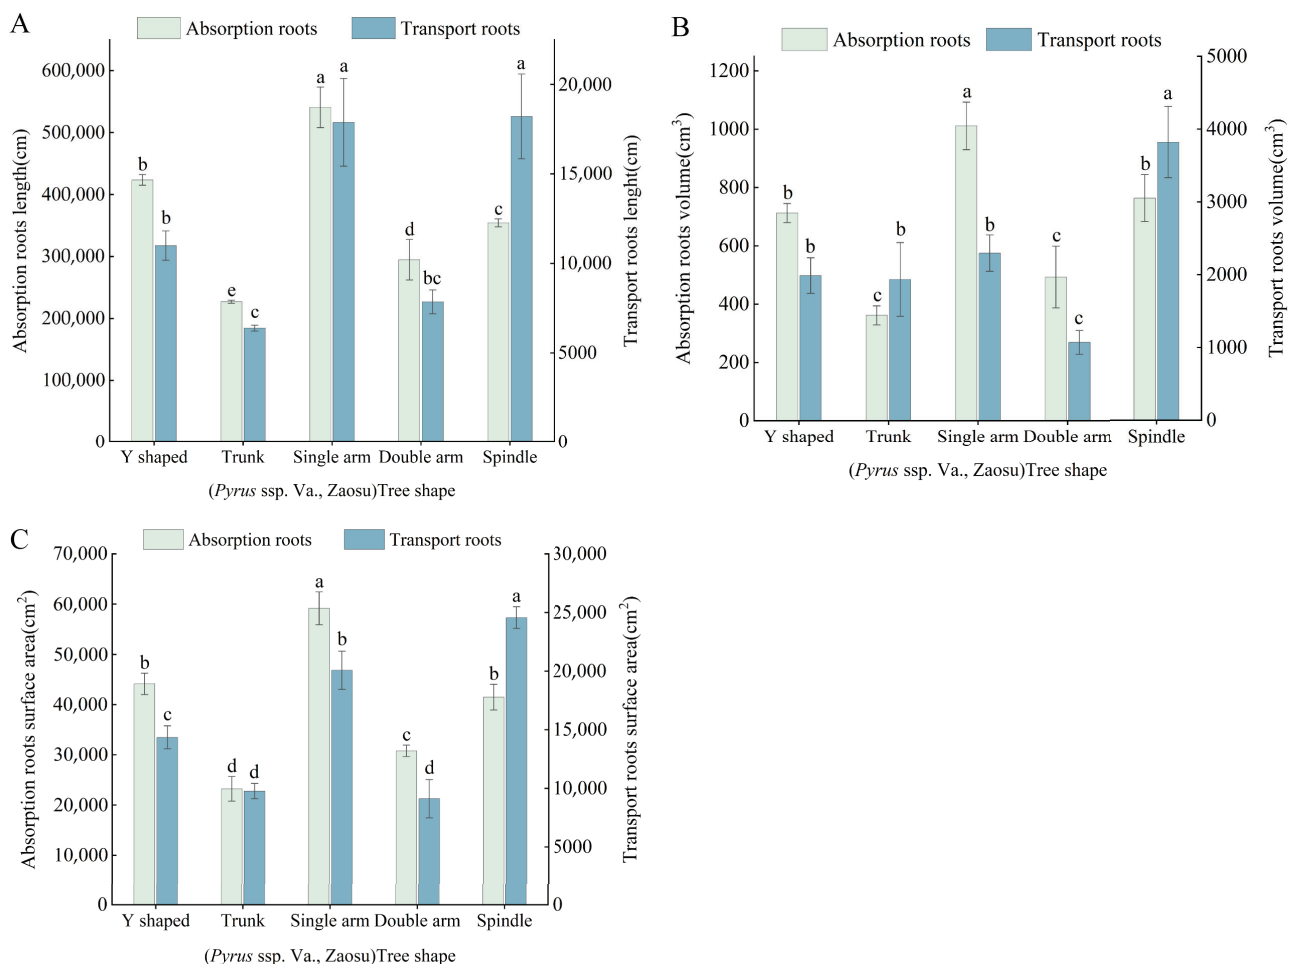 A
Absorption roots
Transport roots
600,000
500,000
400,000
300,000
200,000
100,000
0
Absorption roots length(cm)
b
b
e
c
a
a
d
bc
c
a
20,000
15,000
10,000
5000
0
Transport roots lenght(cm)
Y shaped
Trunk
Single arm
Double arm
Spindle
(Pyrus ssp. Va., Zaosu)Tree shape
B
Absorption roots
Transport roots
1200
1000
800
600
400
200
0
Absorption roots volume(cm³)
b
b
c
b
a
b
c
c
b
a
5000
4000
3000
2000
1000
0
Transport roots volume(cm³)
Y shaped
Trunk
Single arm
Double arm
Spindle
(Pyrus ssp. Va., Zaosu)Tree shape
C
Absorption roots
Transport roots
70,000
60,000
50,000
40,000
30,000
20,000
10,000
0
Absorption roots surface area(cm²)
b
c
d
d
a
b
c
d
b
a
30,000
25,000
20,000
15,000
10,000
5000
0
Transport roots surface area(cm²)
Y shaped
Trunk
Single arm
Double arm
Spindle
(Pyrus ssp. Va., Zaosu)Tree shape